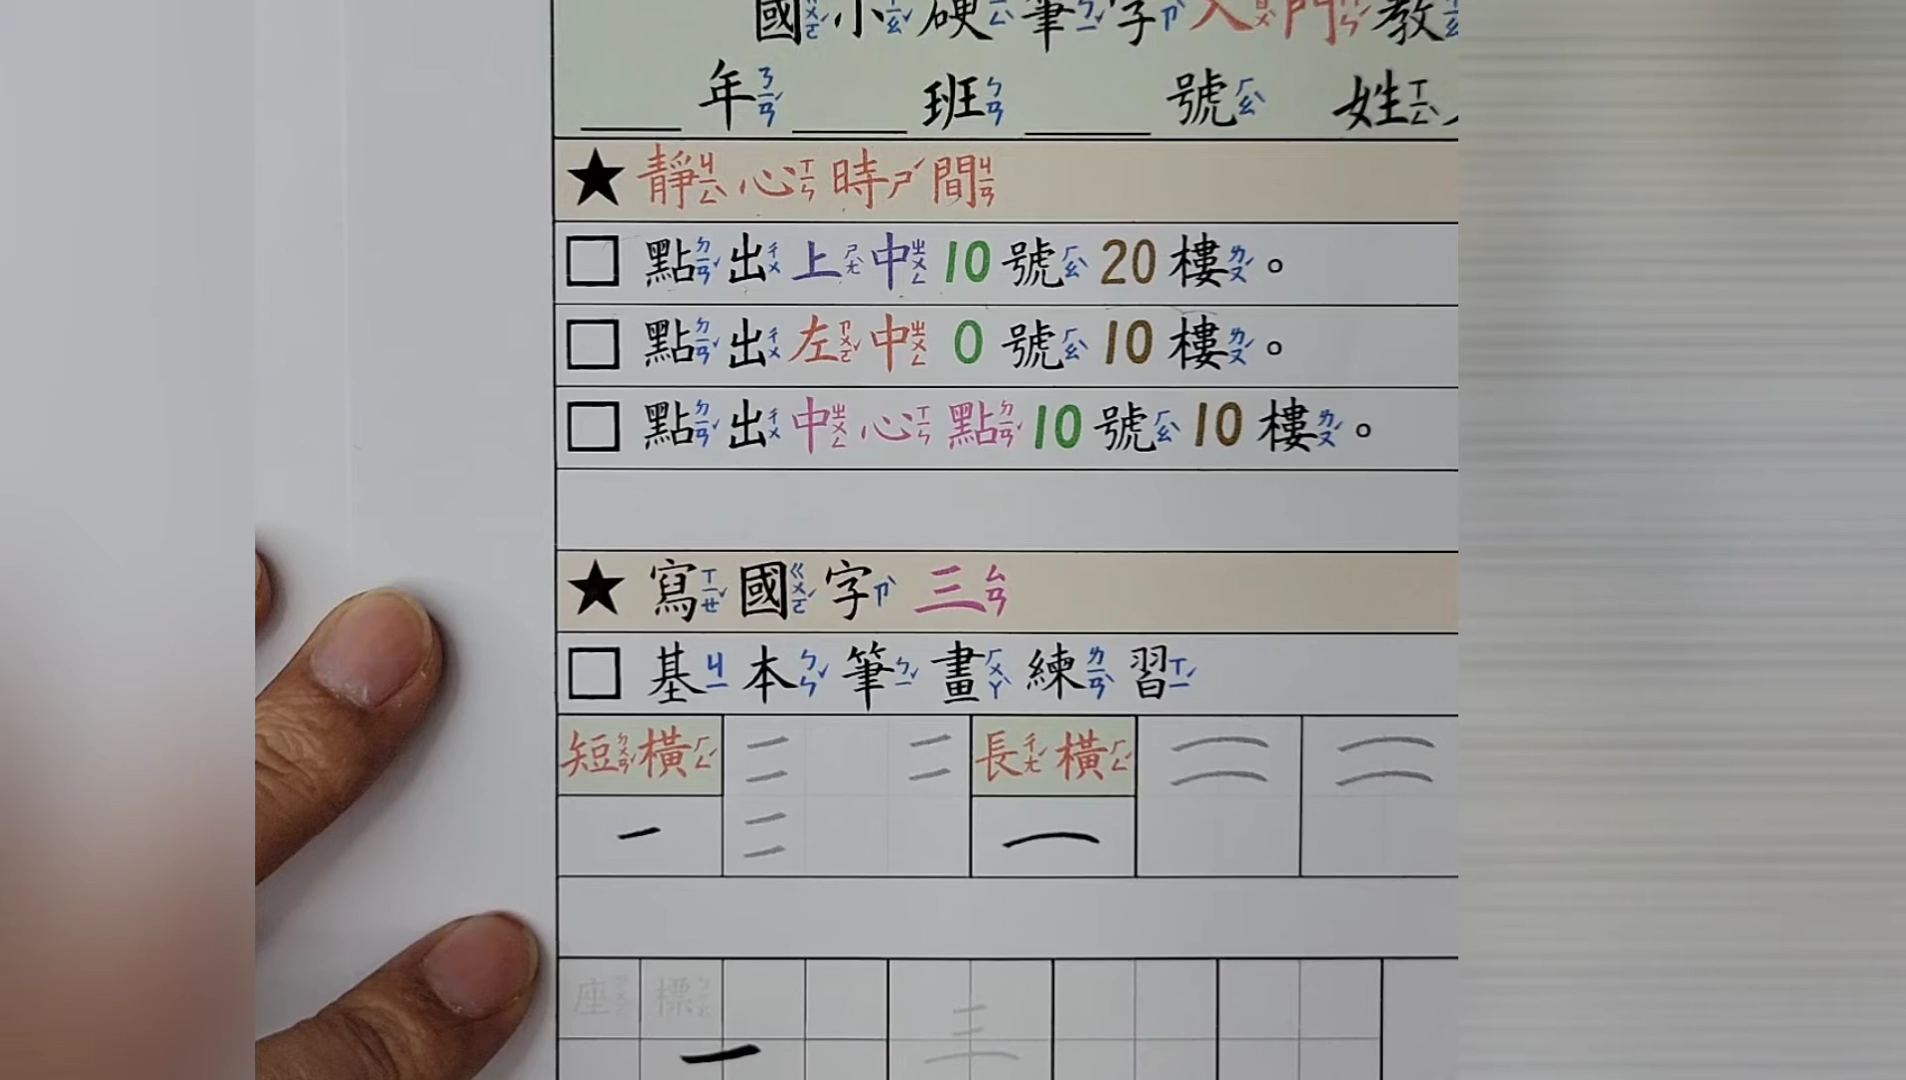 國小硬筆字入門教
年 班 號 姓
★靜心時間
□點出上中10號20樓。
□點出左中0號10樓。
□點出中心點10號10樓。
★寫國字三
□基本筆畫練習
短橫 長橫
座標
三